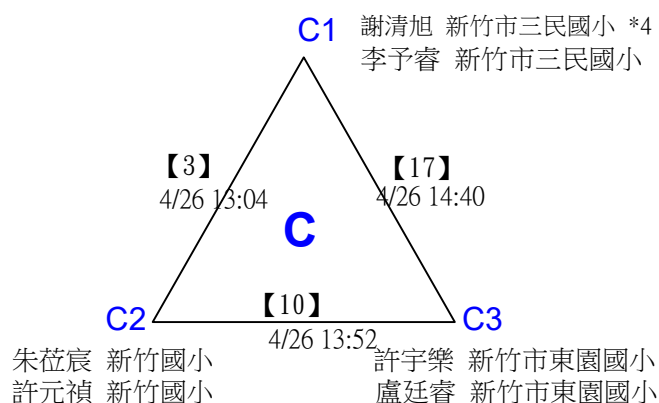 C1 謝清旭 新竹市三民國小 *4
李予睿 新竹市三民國小
【3】
4/26 13:04
【17】
4/26 14:40
C
【10】
4/26 13:52
C2
朱莅宸 新竹國小
許元禎 新竹國小
C3
許宇樂 新竹市東園國小
盧廷睿 新竹市東園國小